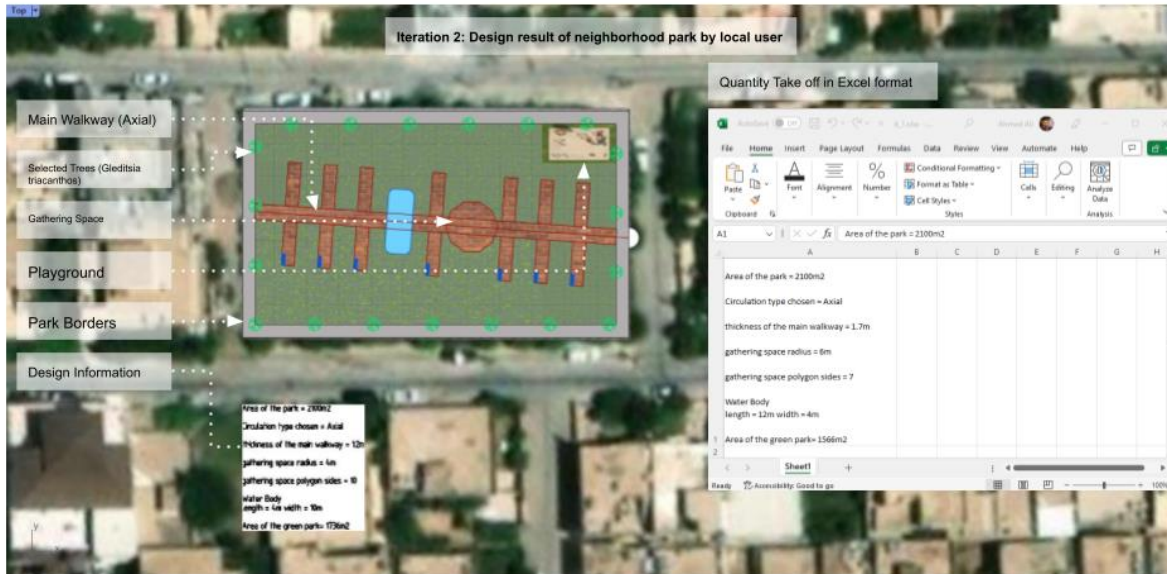 Top
Iteration 2: Design result of neighborhood park by local user
Main Walkway (Axial)
Selected Trees (Gleditsia
triacanthos)
Gathering Space
Playground
Park Borders
Design Information
Area of the park = 2100m2
Circulation type chosen = Axial
thickness of the main walkway = 12m
gathering space radius = 4m
gathering space polygon sides = 10
Water Body
length = 4m width = 10m
Area of the green park= 1736m2
Quantity Take off in Excel format
AutoSave Off
Ahmed Ali
File Home Insert Page Layout Formulas Data Review View Automate Help
Paste
Clipboard
Font
Alignment
Number
Conditional Formatting
Format as Table
Cell Styles
Styles
Cells
Editing
Analyze
Data
Analysis
A1 fx Area of the park = 2100m2
A B C D E F G H
Area of the park = 2100m2
Circulation type chosen = Axial
thickness of the main walkway = 1.7m
gathering space radius = 6m
gathering space polygon sides = 7
Water Body
length = 12m width = 4m
1 Area of the green park= 1566m2
2
Sheet1 +
Ready Accessibility: Good to go 100%
y